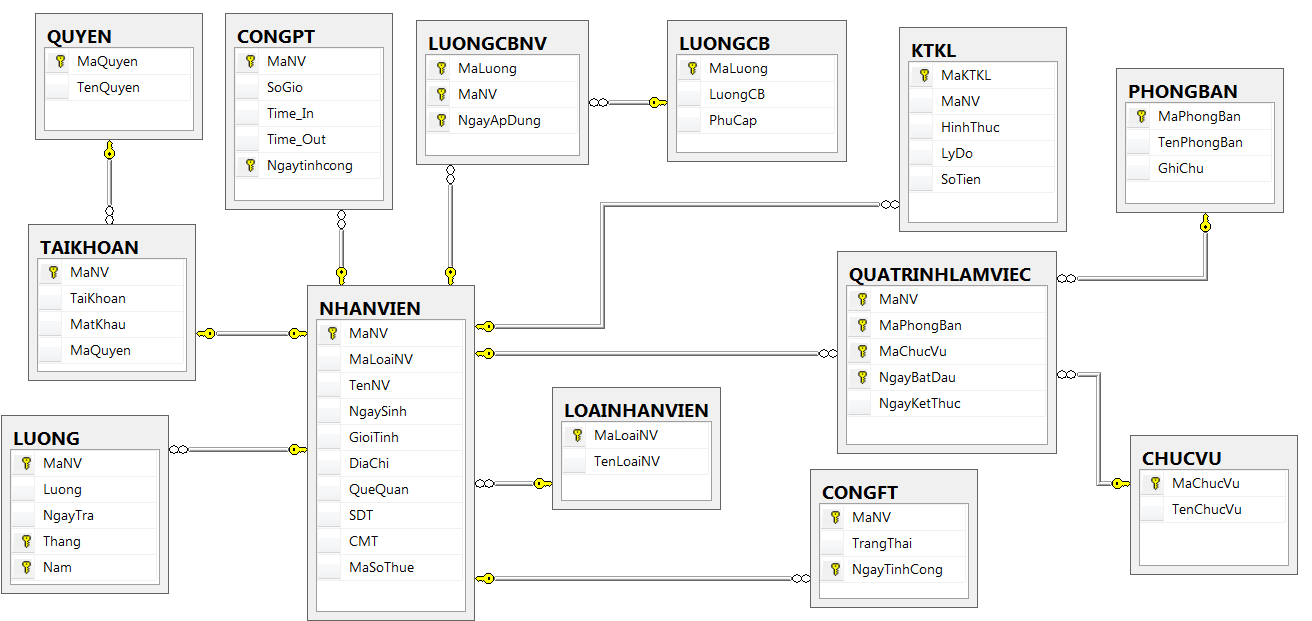 QUYEN
MaQuyen
TenQuyen
CONGPT
MaNV
SoGio
Time_In
Time_Out
Ngaytinhcong
LUONGCBNV
MaLuong
MaNV
NgayApDung
LUONGCB
MaLuong
LuongCB
PhuCap
KTKL
MaKTKL
MaNV
HinhThuc
LyDo
SoTien
PHONGBAN
MaPhongBan
TenPhongBan
GhiChu
TAIKHOAN
MaNV
TaiKhoan
MatKhau
MaQuyen
NHANVIEN
MaNV
MaLoaiNV
TenNV
NgaySinh
GioiTinh
DiaChi
QueQuan
SDT
CMT
MaSoThue
QUATRINHLAMVIEC
MaNV
MaPhongBan
MaChucVu
NgayBatDau
NgayKetThuc
LUONG
MaNV
Luong
NgayTra
Thang
Nam
LOAINHANVIEN
MaLoaiNV
TenLoaiNV
CONGFT
MaNV
TrangThai
NgayTinhCong
CHUCVU
MaChucVu
TenChucVu